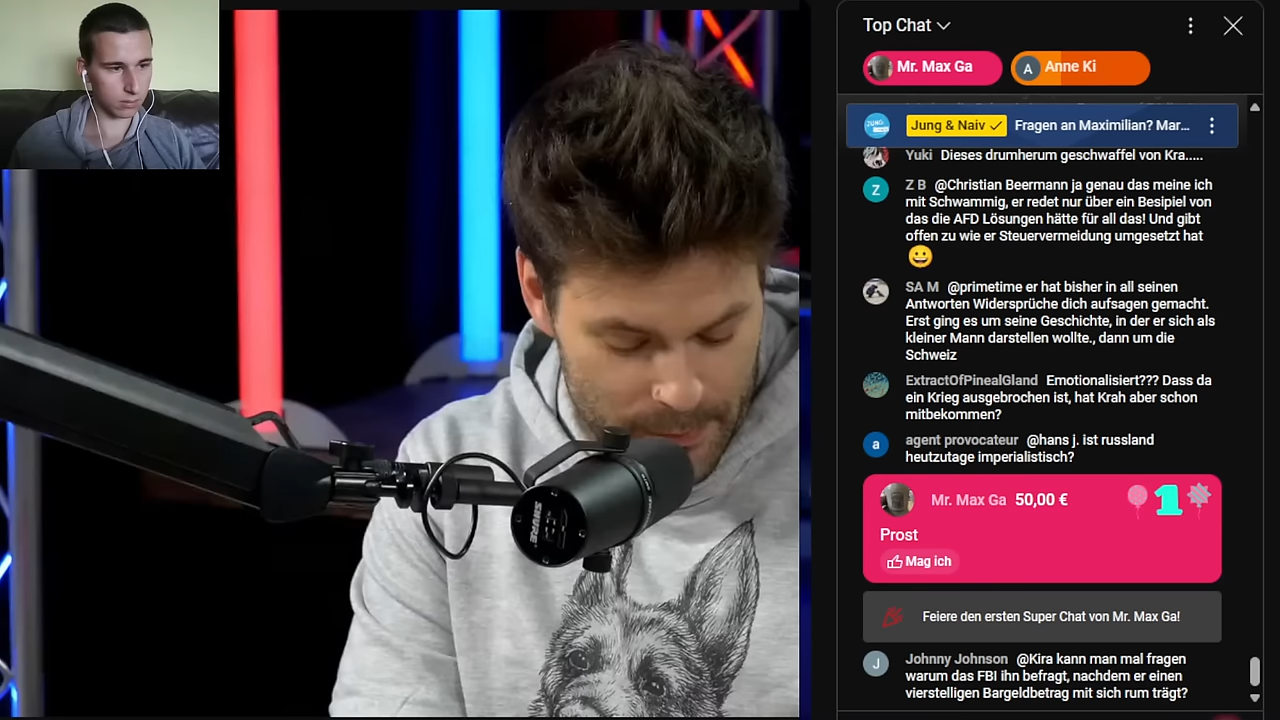 Top Chat
Mr. Max Ga
A Anne Ki
JUNG
Jung & Naiv Fragen an Maximilian? Mar...
Yuki Dieses drumherum geschwaffel von Kra.....
Z
Z B @Christian Beermann ja genau das meine ich
mit Schwammig, er redet nur über ein Besipiel von
das die AFD Lösungen hätte für all das! Und gibt
offen zu wie er Steuervermeidung umgesetzt hat
SA M @primetime er hat bisher in all seinen
Antworten Widersprüche dich aufsagen gemacht.
Erst ging es um seine Geschichte, in der er sich als
kleiner Mann darstellen wollte., dann um die
Schweiz
ExtractOfPinealGland Emotionalisiert??? Dass da
ein Krieg ausgebrochen ist, hat Krah aber schon
mitbekommen?
a
agent provocateur @hans j. ist russland
heutzutage imperialistisch?
Mr. Max Ga 50,00 €
1
Prost
Mag ich
Feiere den ersten Super Chat von Mr. Max Ga!
J
Johnny Johnson @Kira kann man mal fragen
warum das FBI ihn befragt, nachdem er einen
vierstelligen Bargeldbetrag mit sich rum trägt?
SHURE